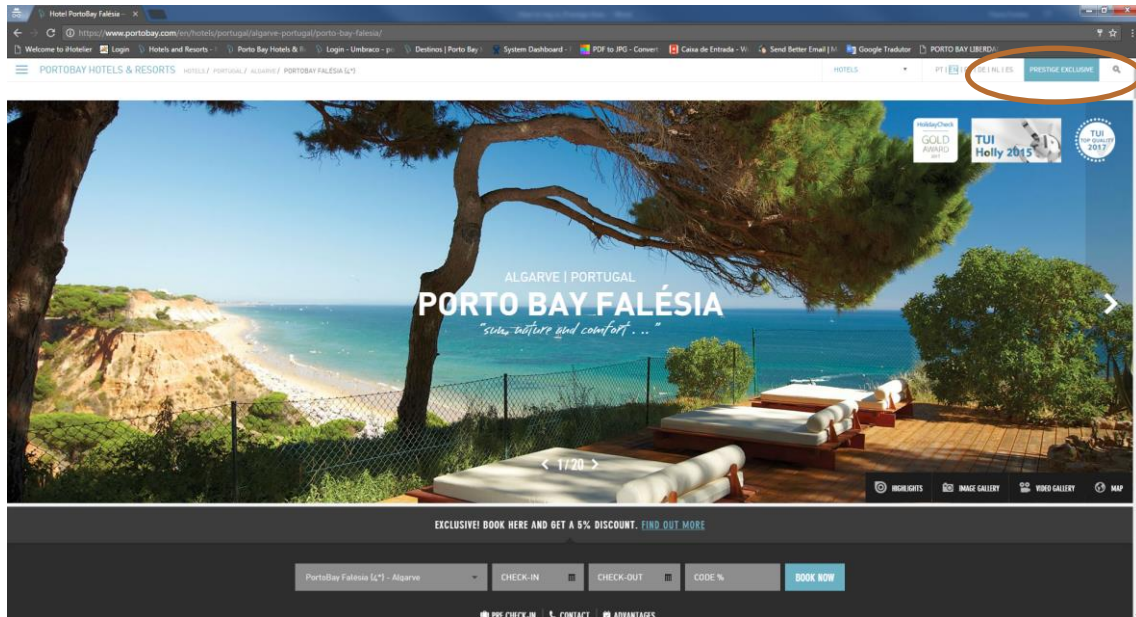 Hotel PortoBay Falésia -
https://www.portobay.com/en/hotels/portugal/algarve-portugal/porto-bay-falesia/
Welcome to iHotelier Login Hotels and Resorts - Porto Bay Hotels & Login - Umbraco - Destinos | Porto Bay System Dashboard - PDF to JPG - Convert Caixa de Entrada - Send Better Email | M Google Tradutor PORTO BAY LIBERDA
PORTOBAY HOTELS & RESORTS HOTELS / PORTUGAL / ALGARVE / PORTOBAY FALÉSIA (4*) HOTELS PT | EN | DE | NL | ES PRESTIGE EXCLUSIVE
HolidayCheck
GOLD
AWARD
2017
TUI
Holly 2015
TUI
TOP QUALITY
2017
ALGARVE | PORTUGAL
PORTO BAY FALÉSIA
"sun, nature and comfort . . ."
< 1/20 >
HIGHLIGHTS IMAGE GALLERY VIDEO GALLERY MAP
EXCLUSIVE! BOOK HERE AND GET A 5% DISCOUNT. FIND OUT MORE
PortoBay Falésia (4*) - Algarve CHECK-IN CHECK-OUT CODE % BOOK NOW
PRE CHECK-IN CONTACT ADVANTAGES